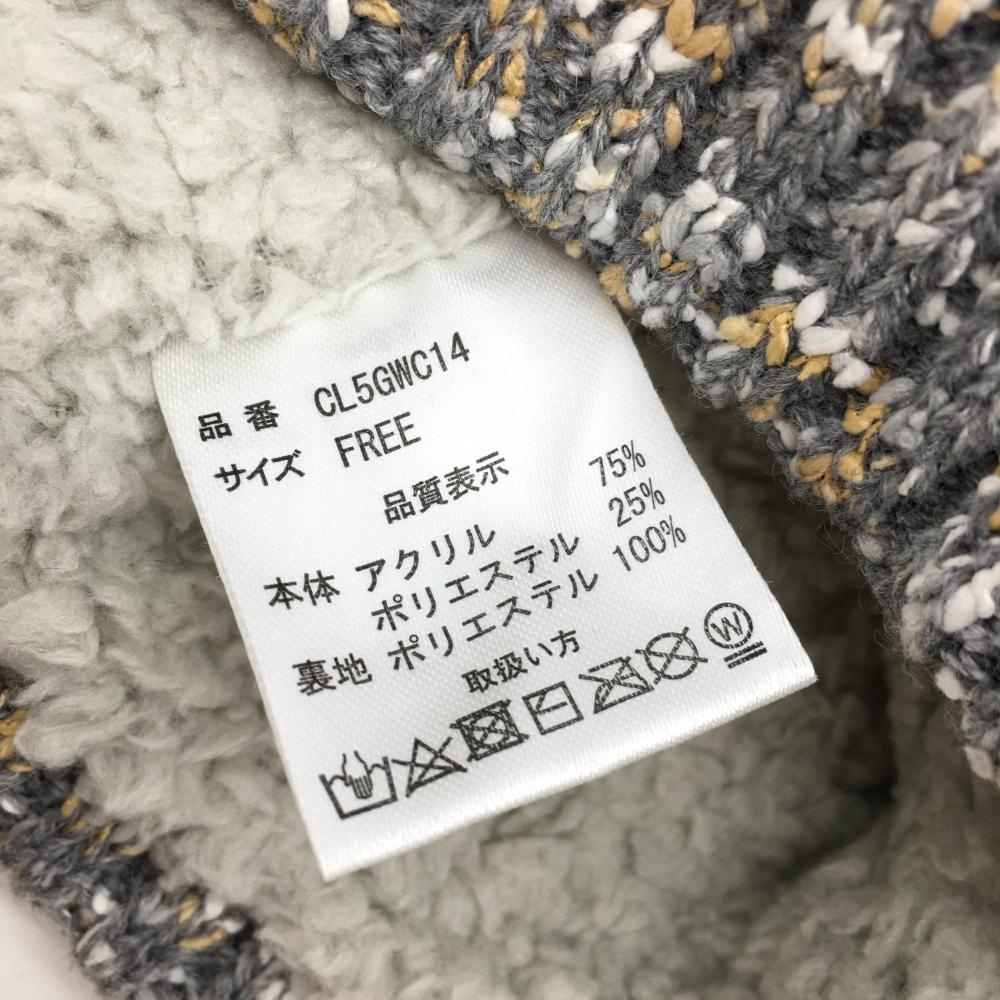 品番 CL5GWC14
サイズ FREE
品質表示
本体 アクリル 75%
ポリエステル 25%
裏地 ポリエステル 100%
取扱い方
W